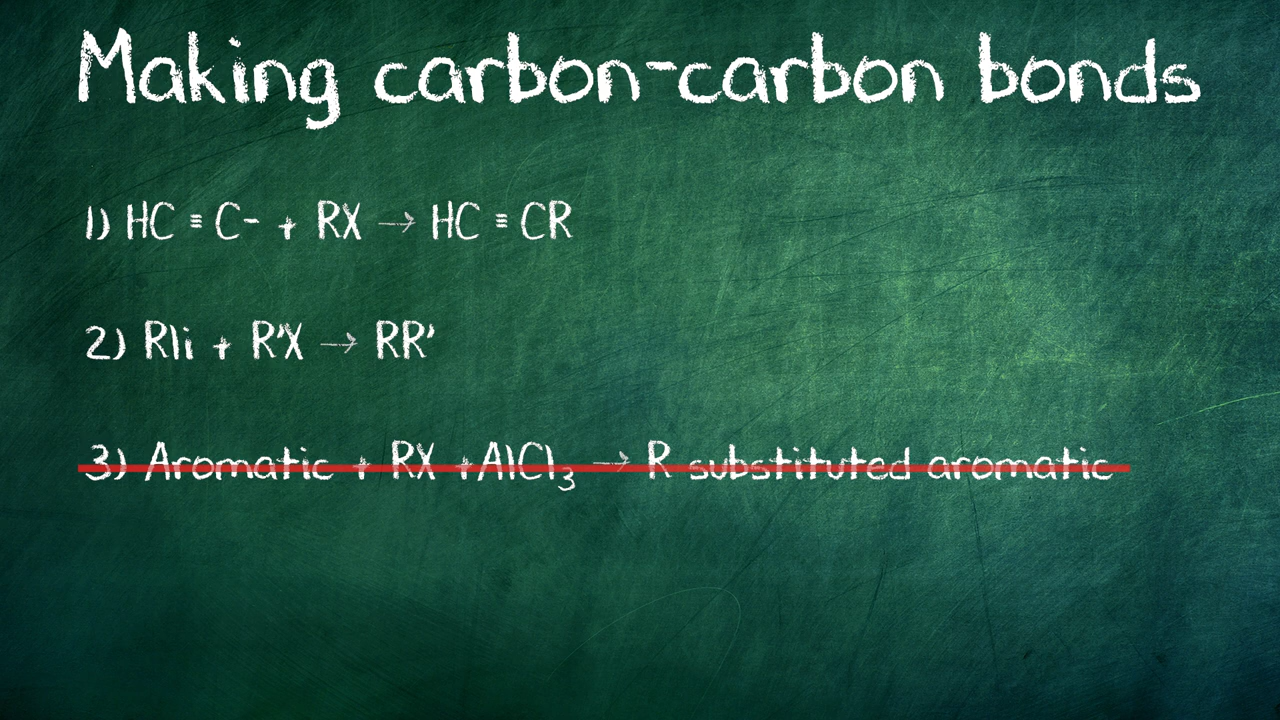 Making carbon-carbon bonds
1) HC ≡ C- + RX → HC ≡ CR
2) Rli + R'X → RR'
3) Aromatic + RX +AlCl₃ → R substituted aromatic